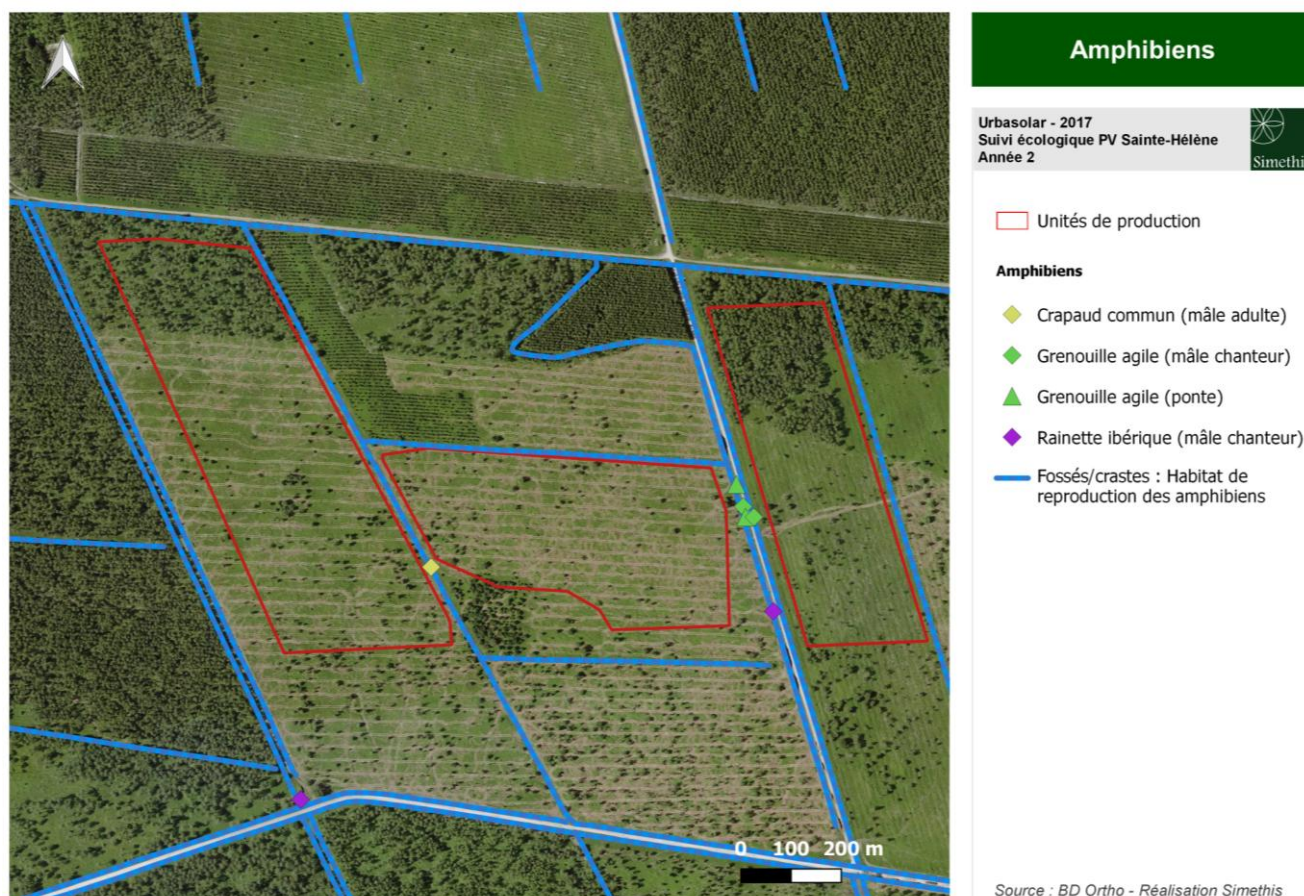 Amphibiens
Urbasolar - 2017
Suivi écologique PV Sainte-Hélène
Année 2
Simethi
Unités de production
Amphibiens
Crapaud commun (mâle adulte)
Grenouille agile (mâle chanteur)
Grenouille agile (ponte)
Rainette ibérique (mâle chanteur)
Fossés/crastes : Habitat de
reproduction des amphibiens
0 100 200 m
Source : BD Ortho - Réalisation Simethis